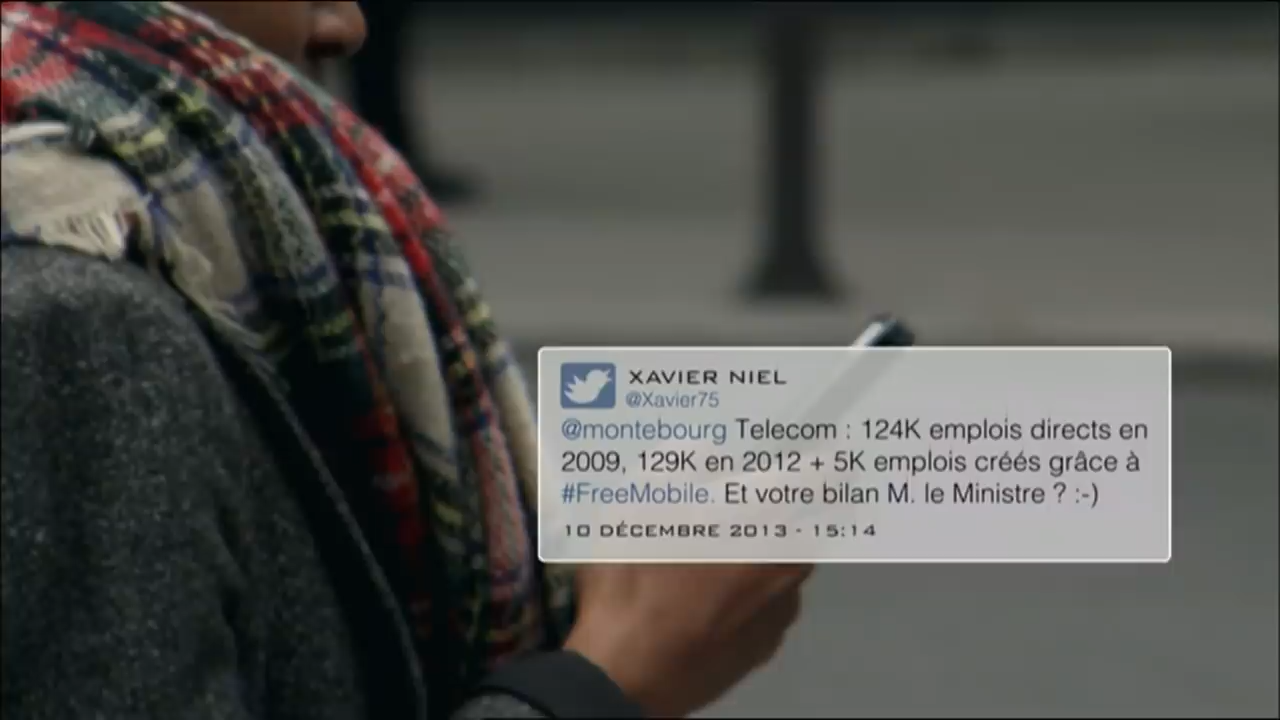 XAVIER NIEL
@Xavier75
@montebourg Telecom : 124K emplois directs en
2009, 129K en 2012 + 5K emplois créés grâce à
#FreeMobile. Et votre bilan M. le Ministre ? :-)
10 DÉCEMBRE 2013 - 15:14